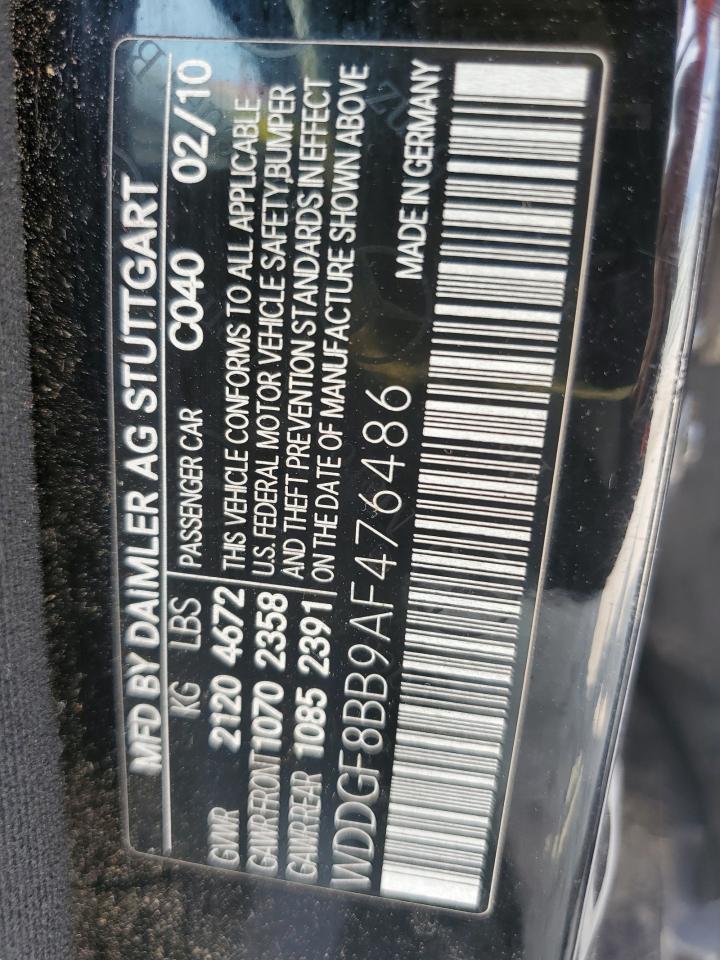 MFD BY DAIMLER AG STUTTGART
KG LBS PASSENGER CAR C040 02/10
GVWR 2120 4672 THIS VEHICLE CONFORMS TO ALL APPLICABLE
GAWR FRONT 1070 2358 U.S. FEDERAL MOTOR VEHICLE SAFETY, BUMPER
GAWR REAR 1085 2391 AND THEFT PREVENTION STANDARDS IN EFFECT
ON THE DATE OF MANUFACTURE SHOWN ABOVE
WDDGF8BB9AF476486 MADE IN GERMANY